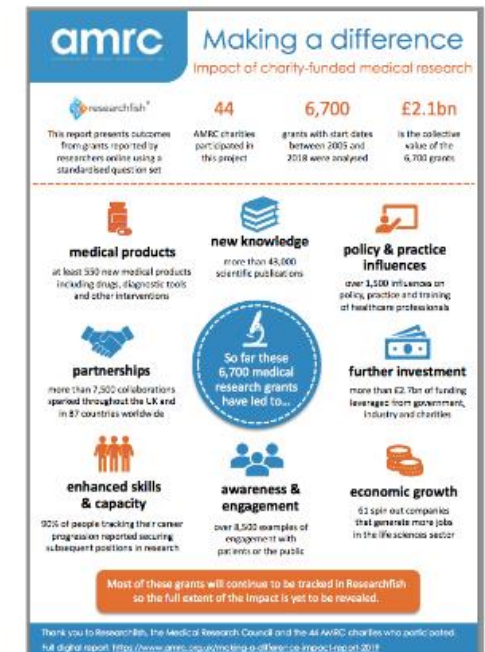 amrc
Making a difference
Impact of charity-funded medical research
researchfish
This report presents outcomes
from grants reported by
researchers online using a
standardised question set
44
AMRC charities
participated in
this project
6,700
grants with start dates
between 2005 and
2018 were analysed
£2.1bn
is the collective
value of the
6,700 grants
medical products
at least 550 new medical products
including drugs, diagnostic tools
and other interventions
new knowledge
more than 43,000
scientific publications
policy & practice
influences
over 1,500 influences on
policy, practice and training
of healthcare professionals
partnerships
more than 7,500 collaborations
sparked throughout the UK and
in 87 countries worldwide
So far these
6,700 medical
research grants
have led to...
further investment
more than £2.7bn of funding
leveraged from government,
industry and charities
enhanced skills
& capacity
90% of people tracking their career
progression reported securing
subsequent positions in research
awareness &
engagement
over 8,500 examples of
engagement with
patients or the public
economic growth
61 spin out companies
that generate more jobs
in the life sciences sector
Most of these grants will continue to be tracked in Researchfish
so the full extent of the impact is yet to be revealed.
Thank you to Researchfish, the Medical Research Council and the 44 AMRC charities who participated.
Full digital report: https://www.amrc.org.uk/making-a-difference-impact-report-2019